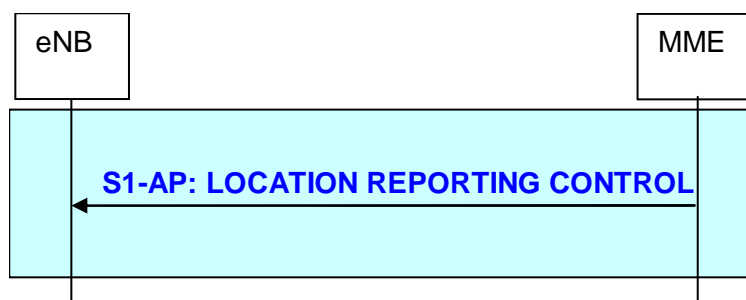 eNB
MME
S1-AP: LOCATION REPORTING CONTROL